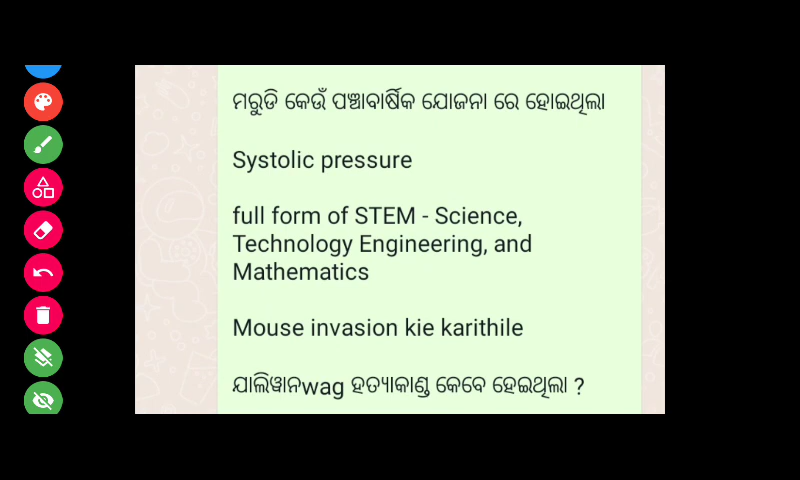 ମରୁଡି କେଉଁ ପଞ୍ଚାବାର୍ଷିକ ଯୋଜନା ରେ ହୋଇଥିଲା
Systolic pressure
full form of STEM - Science,
Technology Engineering, and
Mathematics
Mouse invasion kie karithile
ଯାଲିୱାନwag ହତ୍ୟାକାଣ୍ଡ କେବେ ହେଇଥିଲା ?